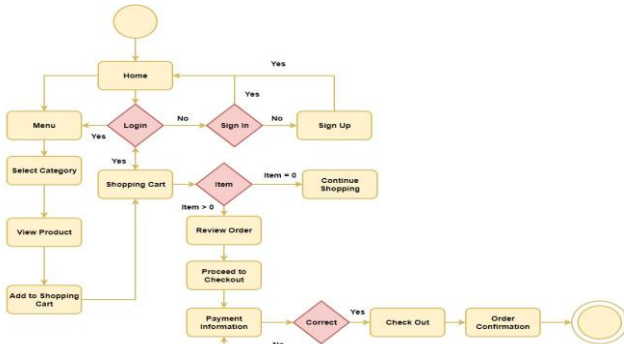 Yes
Home
Yes
Menu
Login
No
Sign In
No
Sign Up
Yes
Select Category
Yes
Shopping Cart
Item
Item = 0
Continue
Shopping
Item > 0
View Product
Review Order
Add to Shopping
Cart
Proceed to
Checkout
Payment
Information
Correct
Yes
Check Out
Order
Confirmation
No